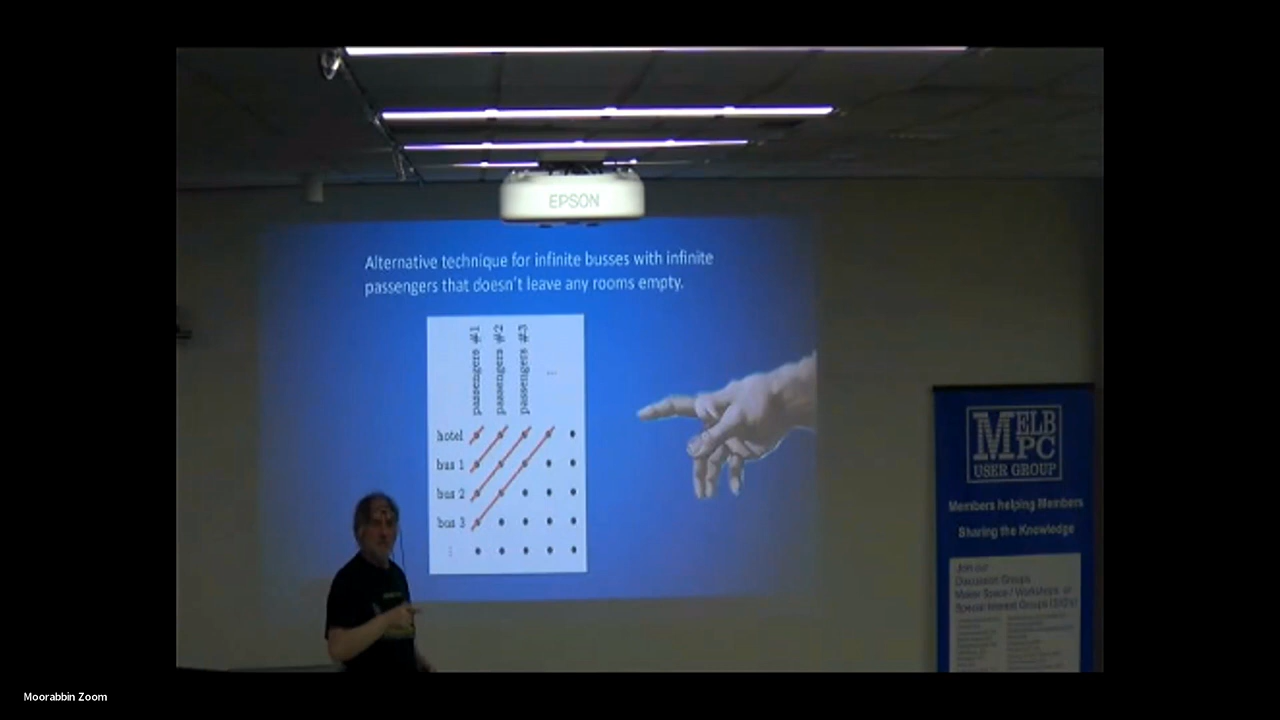 EPSON
Alternative technique for infinite busses with infinite
passengers that doesn't leave any rooms empty.
passengers #1
passengers #2
passengers #3
...
hotel
bus 1
bus 2
bus 3
⋮
MELB
PC
USER GROUP
Members helping Members
Sharing the Knowledge
Join our
Discussion Groups
Maker Space / Workshops or
Special Interest Groups (SIG's)
Moorabbin Zoom